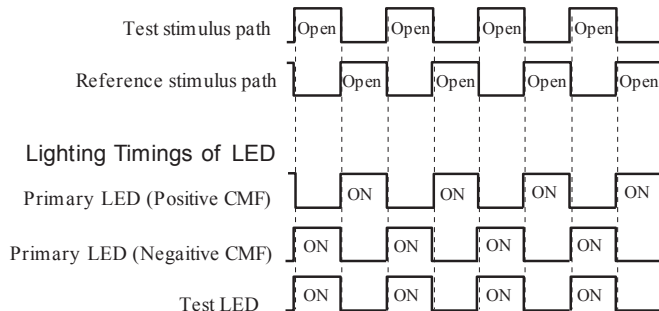 Test stimulus path Open Open Open Open
Reference stimulus path Open Open Open Open
Lighting Timings of LED
Primary LED (Positive CMF) ON ON ON ON
Primary LED (Negaitive CMF) ON ON ON ON
Test LED ON ON ON ON